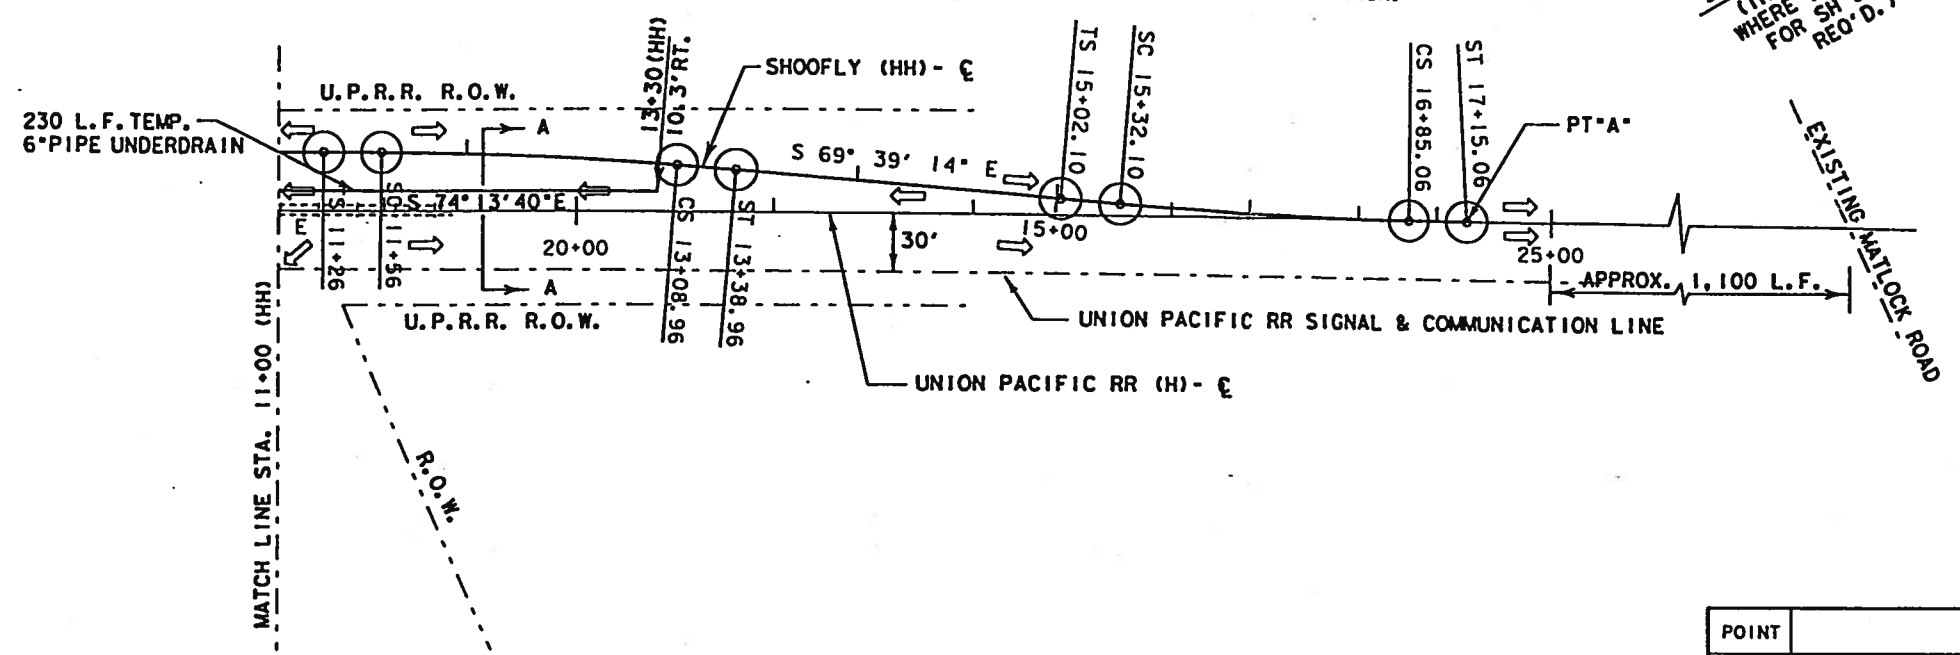 WHERE
FOR SH
REQ'D.
13+30(HH)
10.3'RT.
SHOOFLY (HH)- ℄
TS 15+02.10
SC 15+32.10
CS 16+85.06
ST 17+15.06
U.P.R.R. R.O.W.
230 L.F. TEMP.
6"PIPE UNDERDRAIN
A
PT"A"
EXISTING MATLOCK ROAD
S 69° 39' 14" E
S 74°13'40"E
E
11+26
11+56
20+00
CS 13+08.96
ST 13+38.96
30'
15+00
25+00
A
APPROX. 1,100 L.F.
U.P.R.R. R.O.W.
UNION PACIFIC RR SIGNAL & COMMUNICATION LINE
UNION PACIFIC RR (H)- ℄
MATCH LINE STA. 11+00 (HH)
R.O.W.
POINT